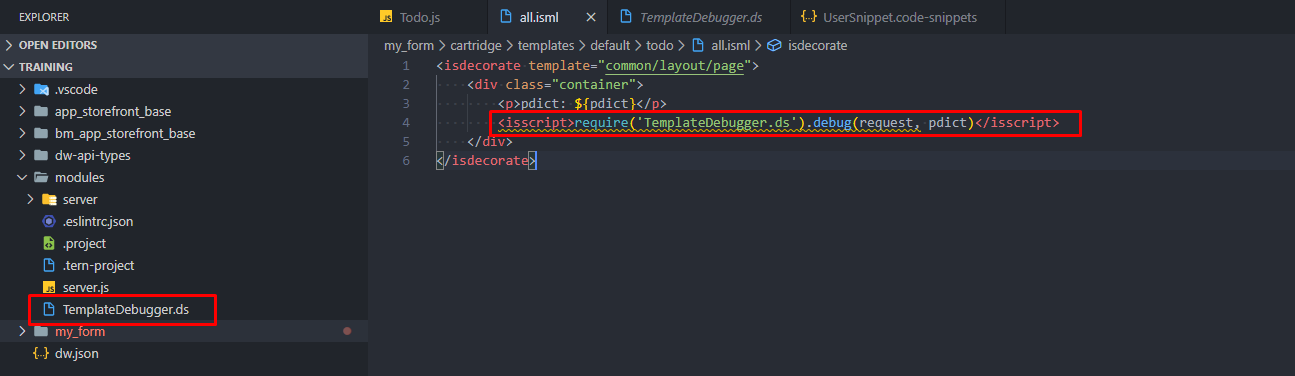 EXPLORER
OPEN EDITORS
TRAINING
.vscode
app_storefront_base
bm_app_storefront_base
dw-api-types
modules
server
.eslintrc.json
.project
.tern-project
JS server.js
TemplateDebugger.ds
my_form
{..} dw.json
JS Todo.js
all.isml
TemplateDebugger.ds
{..} UserSnippet.code-snippets
my_form > cartridge > templates > default > todo > all.isml > isdecorate
1 <isdecorate template="common/layout/page">
2 <div class="container">
3 <p>pdict: ${pdict}</p>
4 <isscript>require('TemplateDebugger.ds').debug(request, pdict)</isscript>
5 </div>
6 </isdecorate>